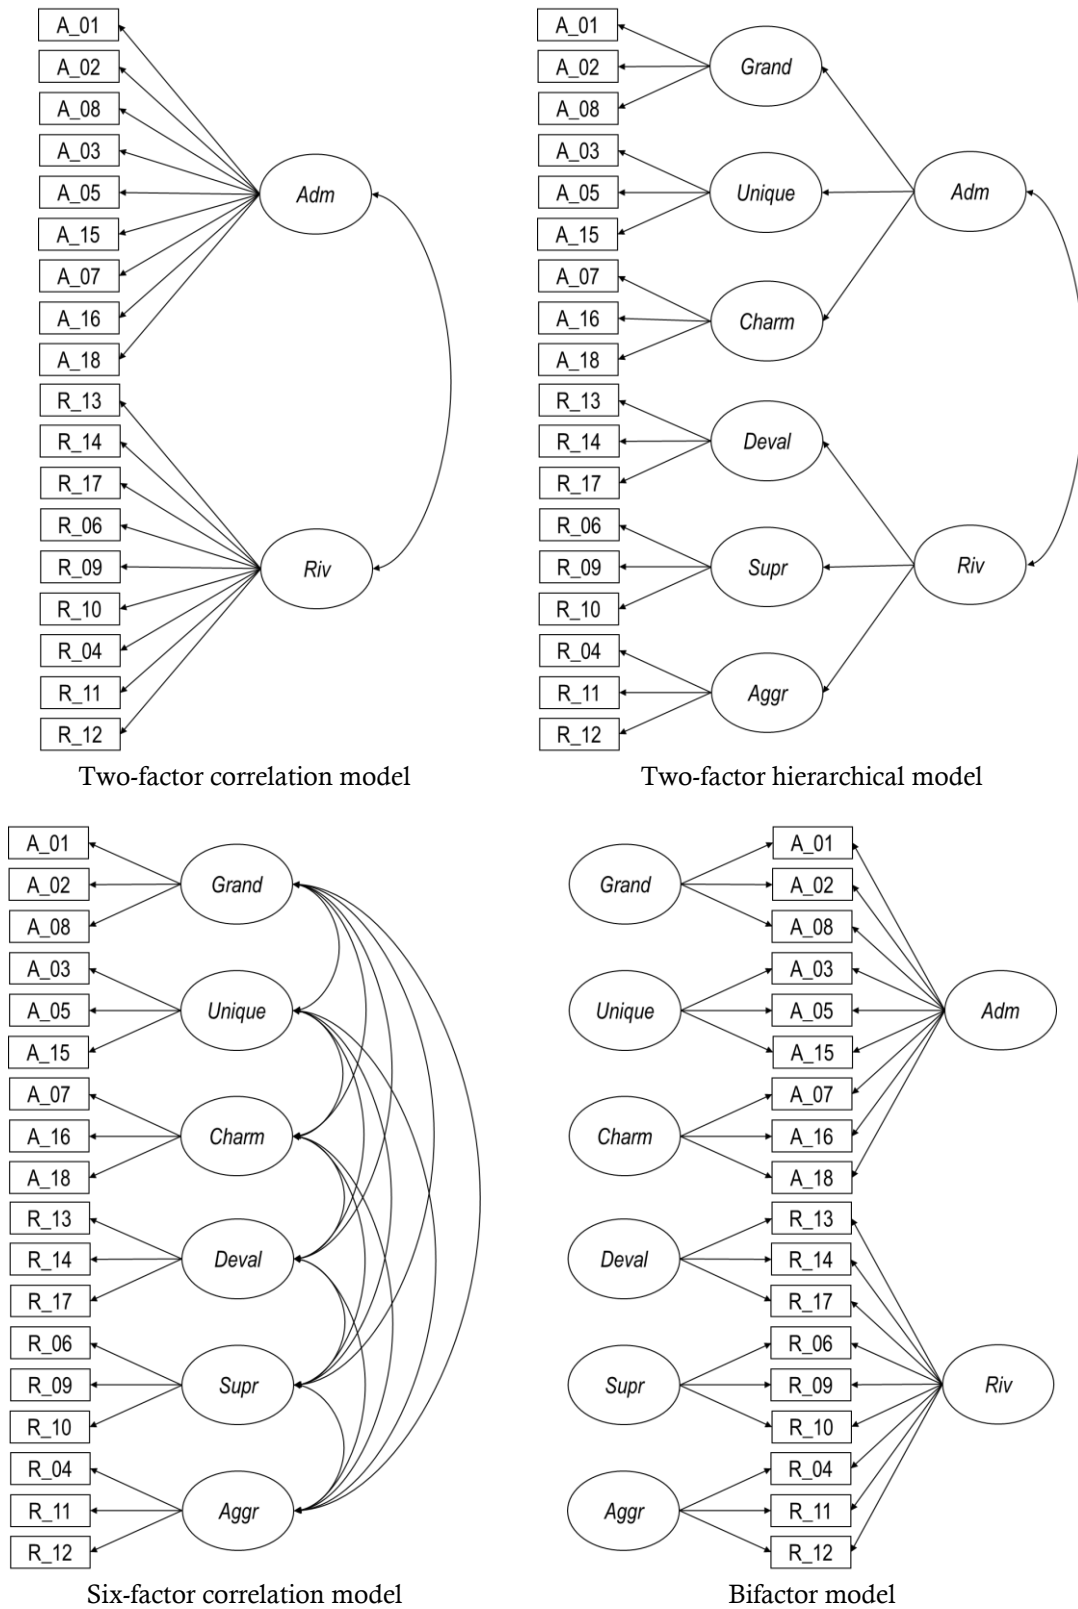 A_01
A_02
A_08
A_03
A_05
A_15
A_07
A_16
A_18
R_13
R_14
R_17
R_06
R_09
R_10
R_04
R_11
R_12
Adm
Riv
Two-factor correlation model
A_01
A_02
A_08
A_03
A_05
A_15
A_07
A_16
A_18
R_13
R_14
R_17
R_06
R_09
R_10
R_04
R_11
R_12
Grand
Unique
Charm
Deval
Supr
Aggr
Adm
Riv
Two-factor hierarchical model
A_01
A_02
A_08
A_03
A_05
A_15
A_07
A_16
A_18
R_13
R_14
R_17
R_06
R_09
R_10
R_04
R_11
R_12
Grand
Unique
Charm
Deval
Supr
Aggr
Six-factor correlation model
Grand
Unique
Charm
Deval
Supr
Aggr
A_01
A_02
A_08
A_03
A_05
A_15
A_07
A_16
A_18
R_13
R_14
R_17
R_06
R_09
R_10
R_04
R_11
R_12
Adm
Riv
Bifactor model